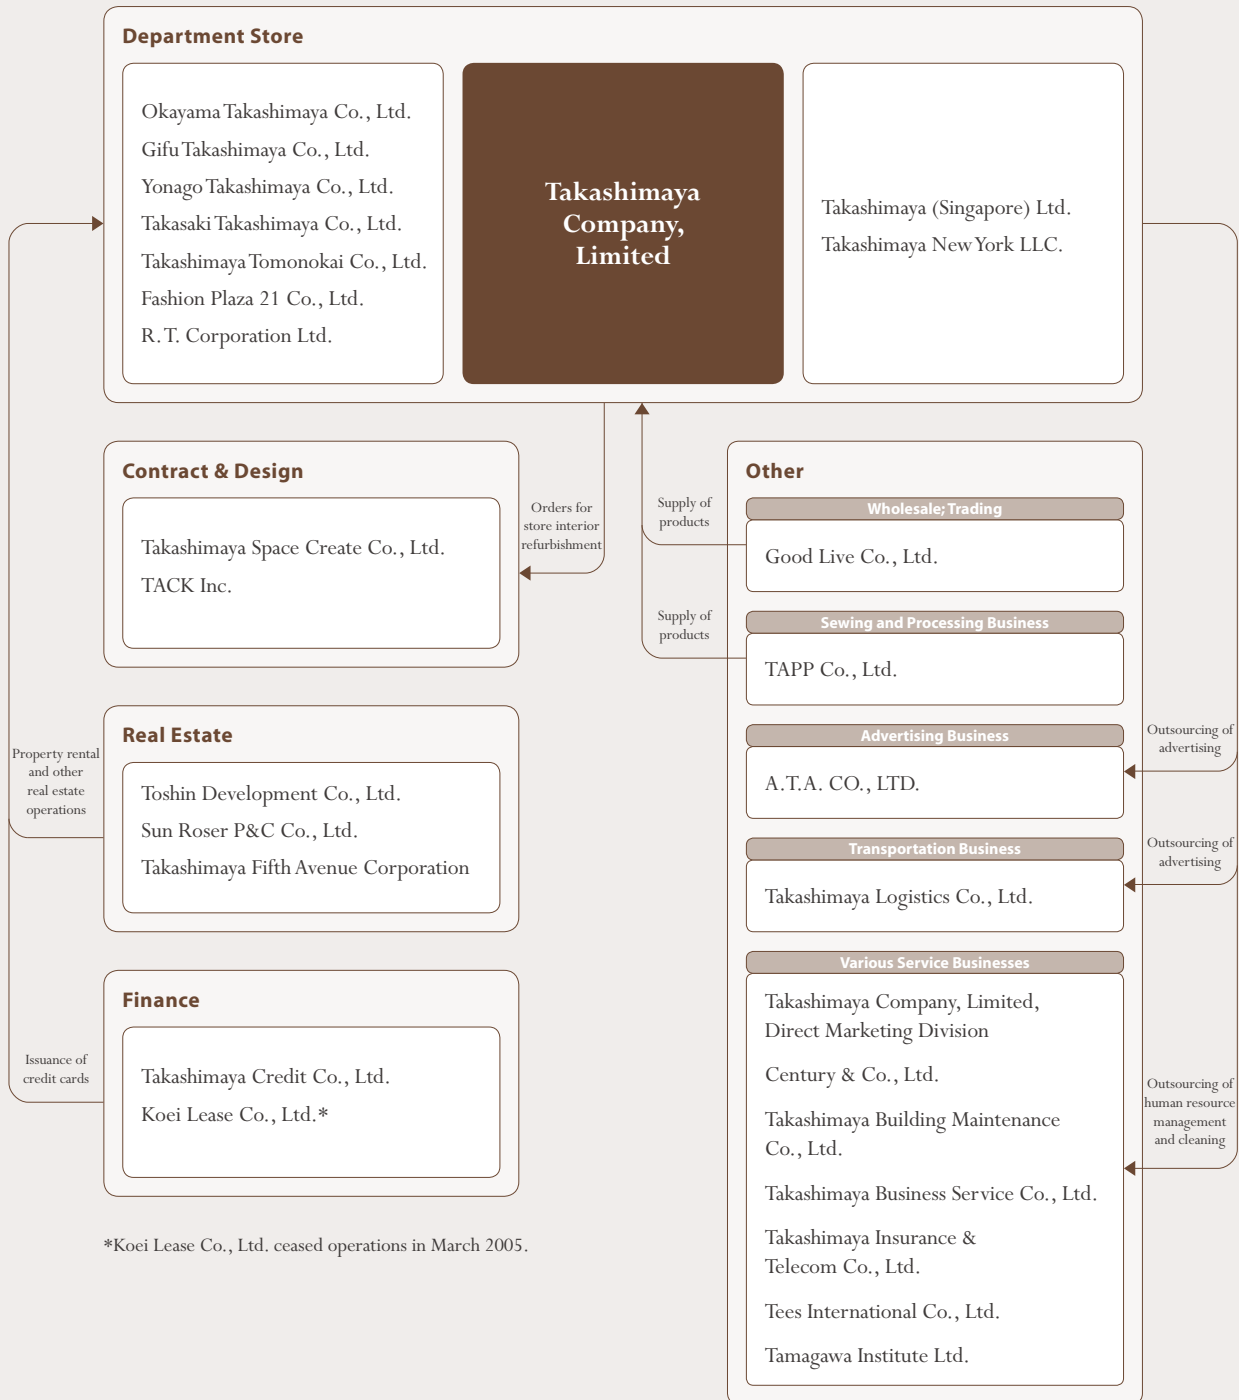 Department Store
Okayama Takashimaya Co., Ltd.
Gifu Takashimaya Co., Ltd.
Yonago Takashimaya Co., Ltd.
Takasaki Takashimaya Co., Ltd.
Takashimaya Tomonokai Co., Ltd.
Fashion Plaza 21 Co., Ltd.
R.T. Corporation Ltd.
Takashimaya
Company,
Limited
Takashimaya (Singapore) Ltd.
Takashimaya New York LLC.
Contract & Design
Takashimaya Space Create Co., Ltd.
TACK Inc.
Orders for
store interior
refurbishment
Real Estate
Toshin Development Co., Ltd.
Sun Roser P&C Co., Ltd.
Takashimaya Fifth Avenue Corporation
Property rental
and other
real estate
operations
Finance
Takashimaya Credit Co., Ltd.
Koei Lease Co., Ltd.*
Issuance of
credit cards
*Koei Lease Co., Ltd. ceased operations in March 2005.
Other
Supply of
products
Wholesale; Trading
Good Live Co., Ltd.
Supply of
products
Sewing and Processing Business
TAPP Co., Ltd.
Advertising Business
A.T.A. CO., LTD.
Outsourcing of
advertising
Transportation Business
Takashimaya Logistics Co., Ltd.
Outsourcing of
advertising
Various Service Businesses
Takashimaya Company, Limited,
Direct Marketing Division
Century & Co., Ltd.
Takashimaya Building Maintenance
Co., Ltd.
Takashimaya Business Service Co., Ltd.
Takashimaya Insurance &
Telecom Co., Ltd.
Tees International Co., Ltd.
Tamagawa Institute Ltd.
Outsourcing of
human resource
management
and cleaning